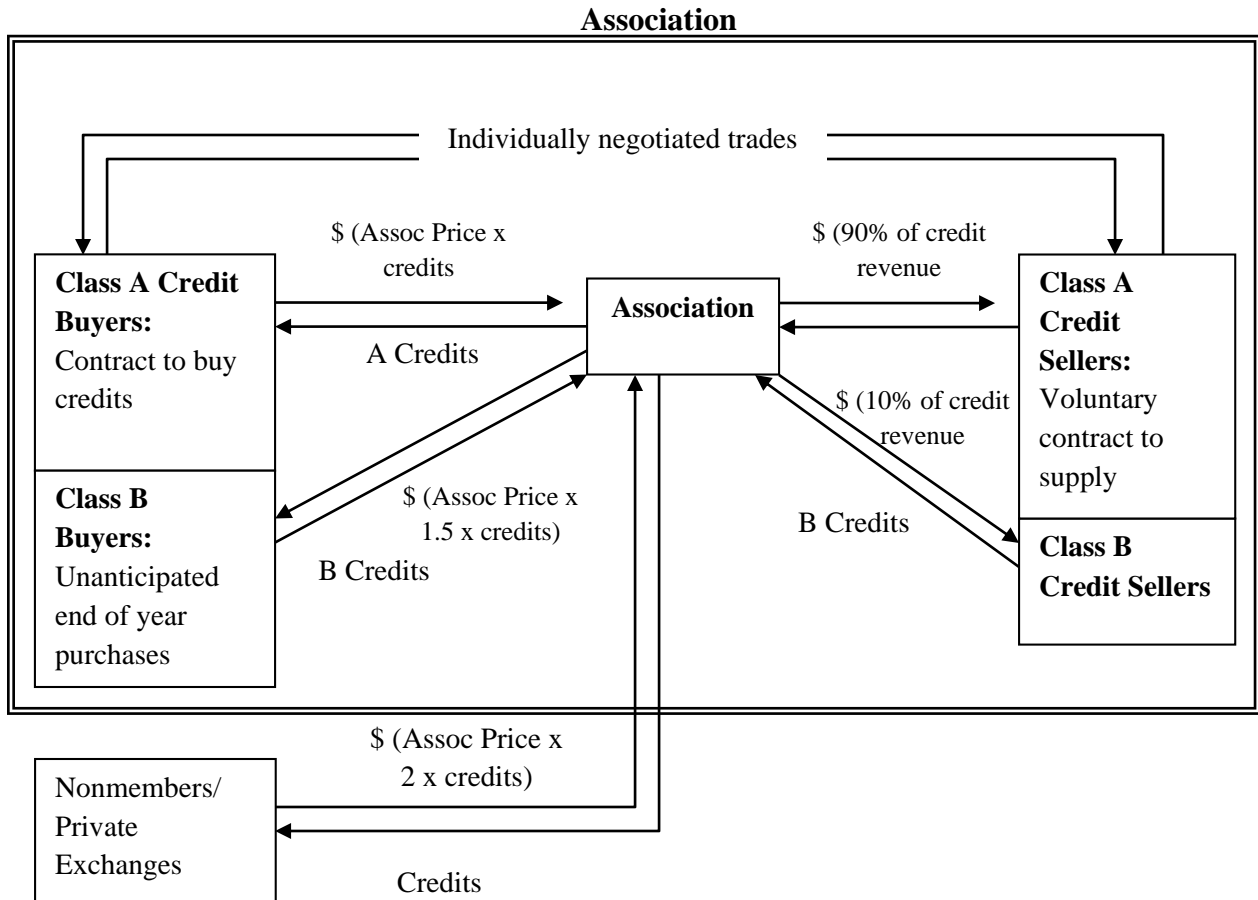 Association
Individually negotiated trades
$ (Assoc Price x
credits
$ (90% of credit
revenue
Class A Credit
Buyers:
Contract to buy
credits
Association
Class A
Credit
Sellers:
Voluntary
contract to
supply
A Credits
$ (10% of credit
revenue
Class B
Buyers:
Unanticipated
end of year
purchases
$ (Assoc Price x
1.5 x credits)
B Credits
B Credits
Class B
Credit Sellers
$ (Assoc Price x
2 x credits)
Nonmembers/
Private
Exchanges
Credits